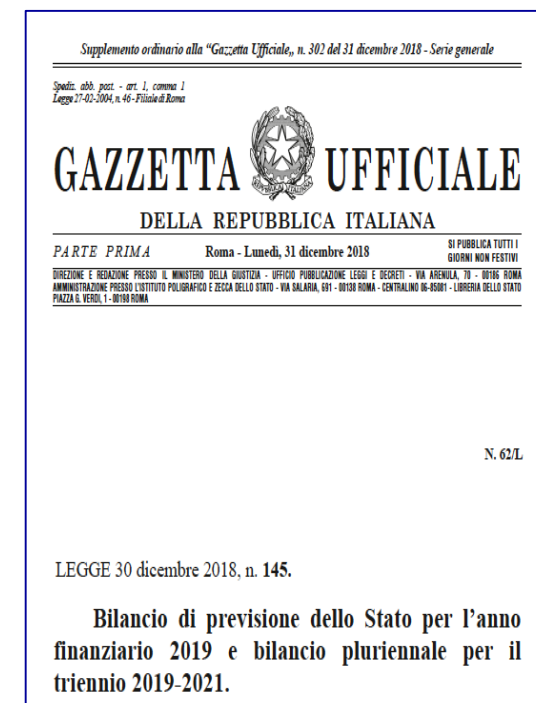 Supplemento ordinario alla “Gazzetta Ufficiale„ n. 302 del 31 dicembre 2018 - Serie generale
Spediz. abb. post. - art. 1, comma 1
Legge 27-02-2004, n. 46 - Filiale di Roma
GAZZETTA UFFICIALE
DELLA REPUBBLICA ITALIANA
PARTE PRIMA Roma - Lunedì, 31 dicembre 2018 SI PUBBLICA TUTTI I
GIORNI NON FESTIVI
DIREZIONE E REDAZIONE PRESSO IL MINISTERO DELLA GIUSTIZIA - UFFICIO PUBBLICAZIONE LEGGI E DECRETI - VIA ARENULA, 70 - 00186 ROMA
AMMINISTRAZIONE PRESSO L'ISTITUTO POLIGRAFICO E ZECCA DELLO STATO - VIA SALARIA, 691 - 00138 ROMA - CENTRALINO 06-85081 - LIBRERIA DELLO STATO
PIAZZA G. VERDI, 1 - 00198 ROMA
N. 62/L
LEGGE 30 dicembre 2018, n. 145.
Bilancio di previsione dello Stato per l’anno
finanziario 2019 e bilancio pluriennale per il
triennio 2019-2021.